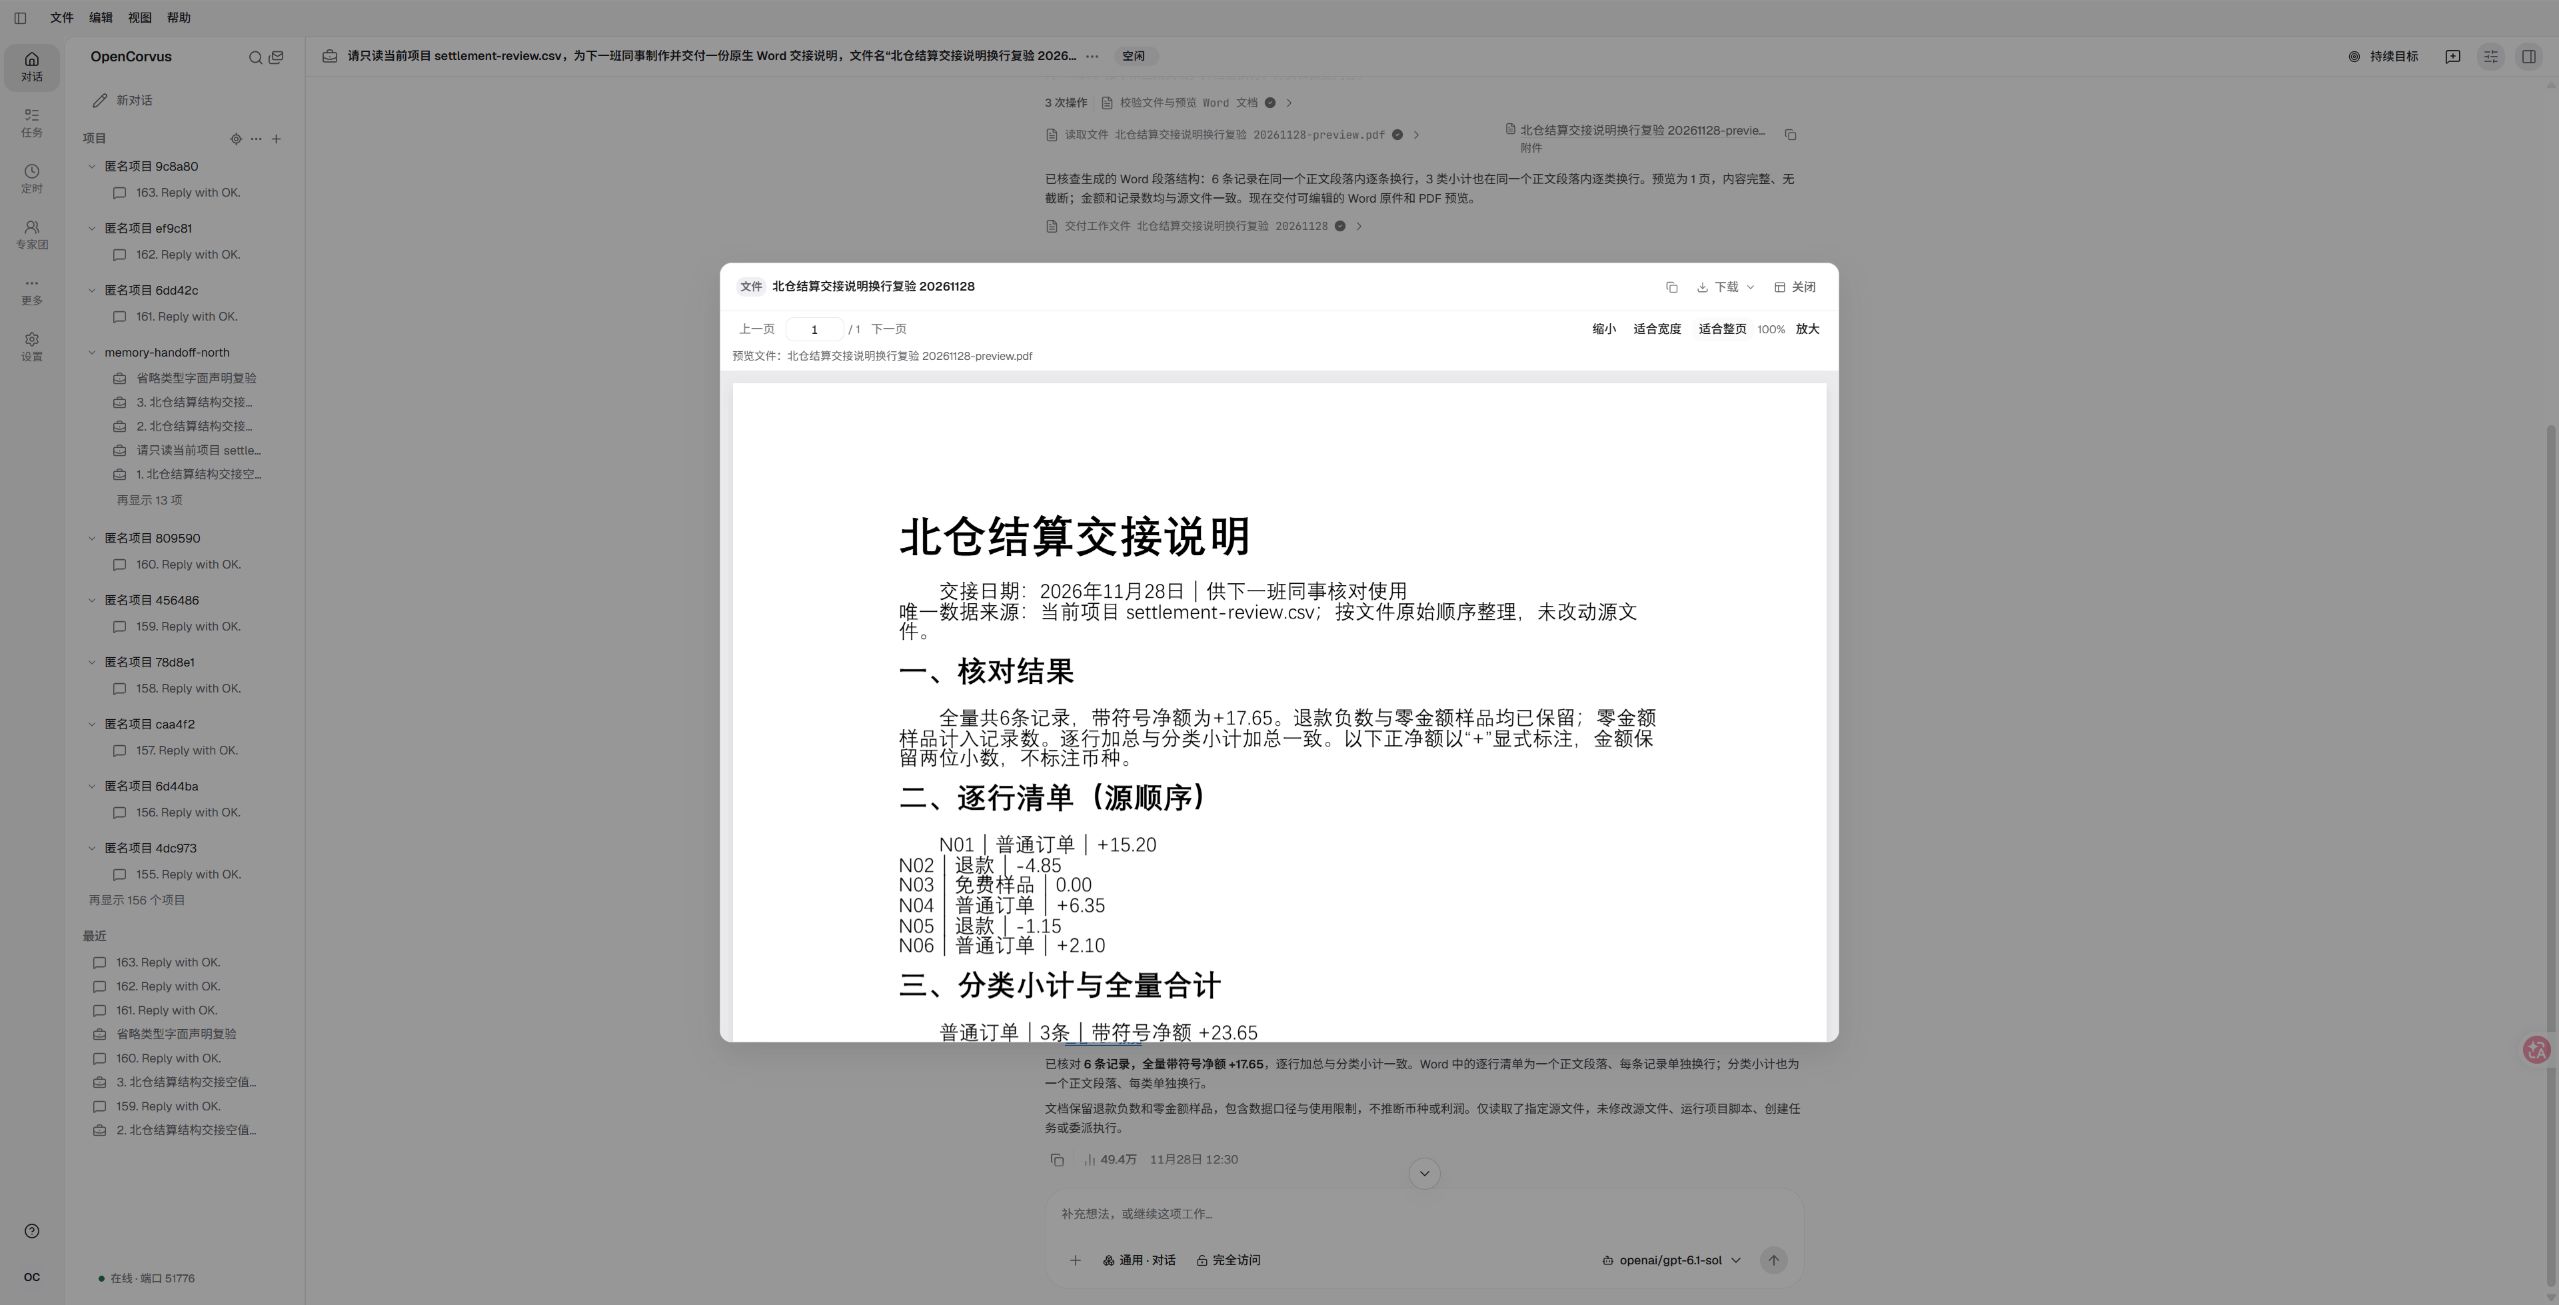 文件 编辑 视图 帮助
对话
任务
定时
专家团
更多
设置
OC
OpenCorvus
新对话
项目
匿名项目 9c8a80
163. Reply with OK.
匿名项目 ef9c81
162. Reply with OK.
匿名项目 6dd42c
161. Reply with OK.
memory-handoff-north
省略类型字面声明复验
3. 北仓结算结构交接...
2. 北仓结算结构交接...
请只读当前项目 settle...
1. 北仓结算结构交接空...
再显示 13 项
匿名项目 809590
160. Reply with OK.
匿名项目 456486
159. Reply with OK.
匿名项目 78d8e1
158. Reply with OK.
匿名项目 caa4f2
157. Reply with OK.
匿名项目 6d44ba
156. Reply with OK.
匿名项目 4dc973
155. Reply with OK.
再显示 156 个项目
最近
163. Reply with OK.
162. Reply with OK.
161. Reply with OK.
省略类型字面声明复验
160. Reply with OK.
3. 北仓结算结构交接空值...
159. Reply with OK.
2. 北仓结算结构交接空值...
在线 · 端口 51776
请只读当前项目 settlement-review.csv，为下一班同事制作并交付一份原生 Word 交接说明，文件名“北仓结算交接说明换行复验 2026... 空闲
持续目标
3 次操作 校验文件与预览 Word 文档
读取文件 北仓结算交接说明换行复验 20261128-preview.pdf
北仓结算交接说明换行复验 20261128-previe...
附件
已核查生成的 Word 段落结构：6 条记录在同一个正文段落内逐条换行，3 类小计也在同一个正文段落内逐类换行。预览为 1 页，内容完整、无
截断；金额和记录数均与源文件一致。现在交付可编辑的 Word 原件和 PDF 预览。
交付工作文件 北仓结算交接说明换行复验 20261128
文件 北仓结算交接说明换行复验 20261128
下载 关闭
上一页 1 / 1 下一页
缩小 适合宽度 适合整页 100% 放大
预览文件：北仓结算交接说明换行复验 20261128-preview.pdf
北仓结算交接说明
交接日期：2026年11月28日｜供下一班同事核对使用
唯一数据来源：当前项目 settlement-review.csv；按文件原始顺序整理，未改动源文
件。
一、核对结果
全量共6条记录，带符号净额为+17.65。退款负数与零金额样品均已保留；零金额
样品计入记录数。逐行加总与分类小计加总一致。以下正净额以“+”显式标注，金额保
留两位小数，不标注币种。
二、逐行清单（源顺序）
N01｜普通订单｜+15.20
N02｜退款｜-4.85
N03｜免费样品｜0.00
N04｜普通订单｜+6.35
N05｜退款｜-1.15
N06｜普通订单｜+2.10
三、分类小计与全量合计
普通订单｜3条｜带符号净额 +23.65
已核对 6 条记录，全量带符号净额 +17.65，逐行加总与分类小计一致。Word 中的逐行清单为一个正文段落、每条记录单独换行；分类小计也为
一个正文段落、每类单独换行。
文档保留退款负数和零金额样品，包含数据口径与使用限制，不推断币种或利润。仅读取了指定源文件，未修改源文件、运行项目脚本、创建任
务或委派执行。
49.4万 11月28日 12:30
补充想法，或继续这项工作...
通用 · 对话 完全访问
openai/gpt-6.1-sol